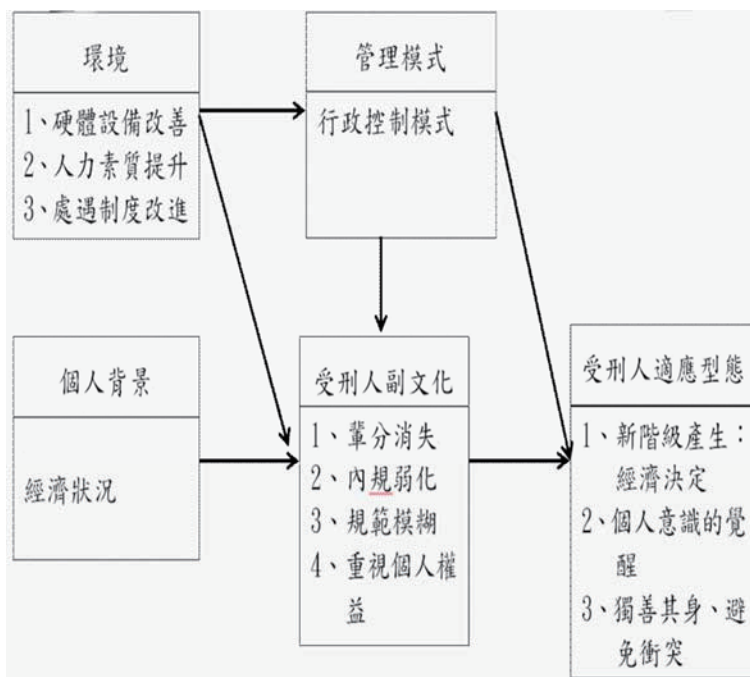 環境
1、硬體設備改善
2、人力素質提升
3、處遇制度改進
管理模式
行政控制模式
個人背景
經濟狀況
受刑人副文化
1、輩分消失
2、內規弱化
3、規範模糊
4、重視個人權
益
受刑人適應型態
1、新階級產生：
經濟決定
2、個人意識的覺
醒
3、獨善其身、避
免衝突